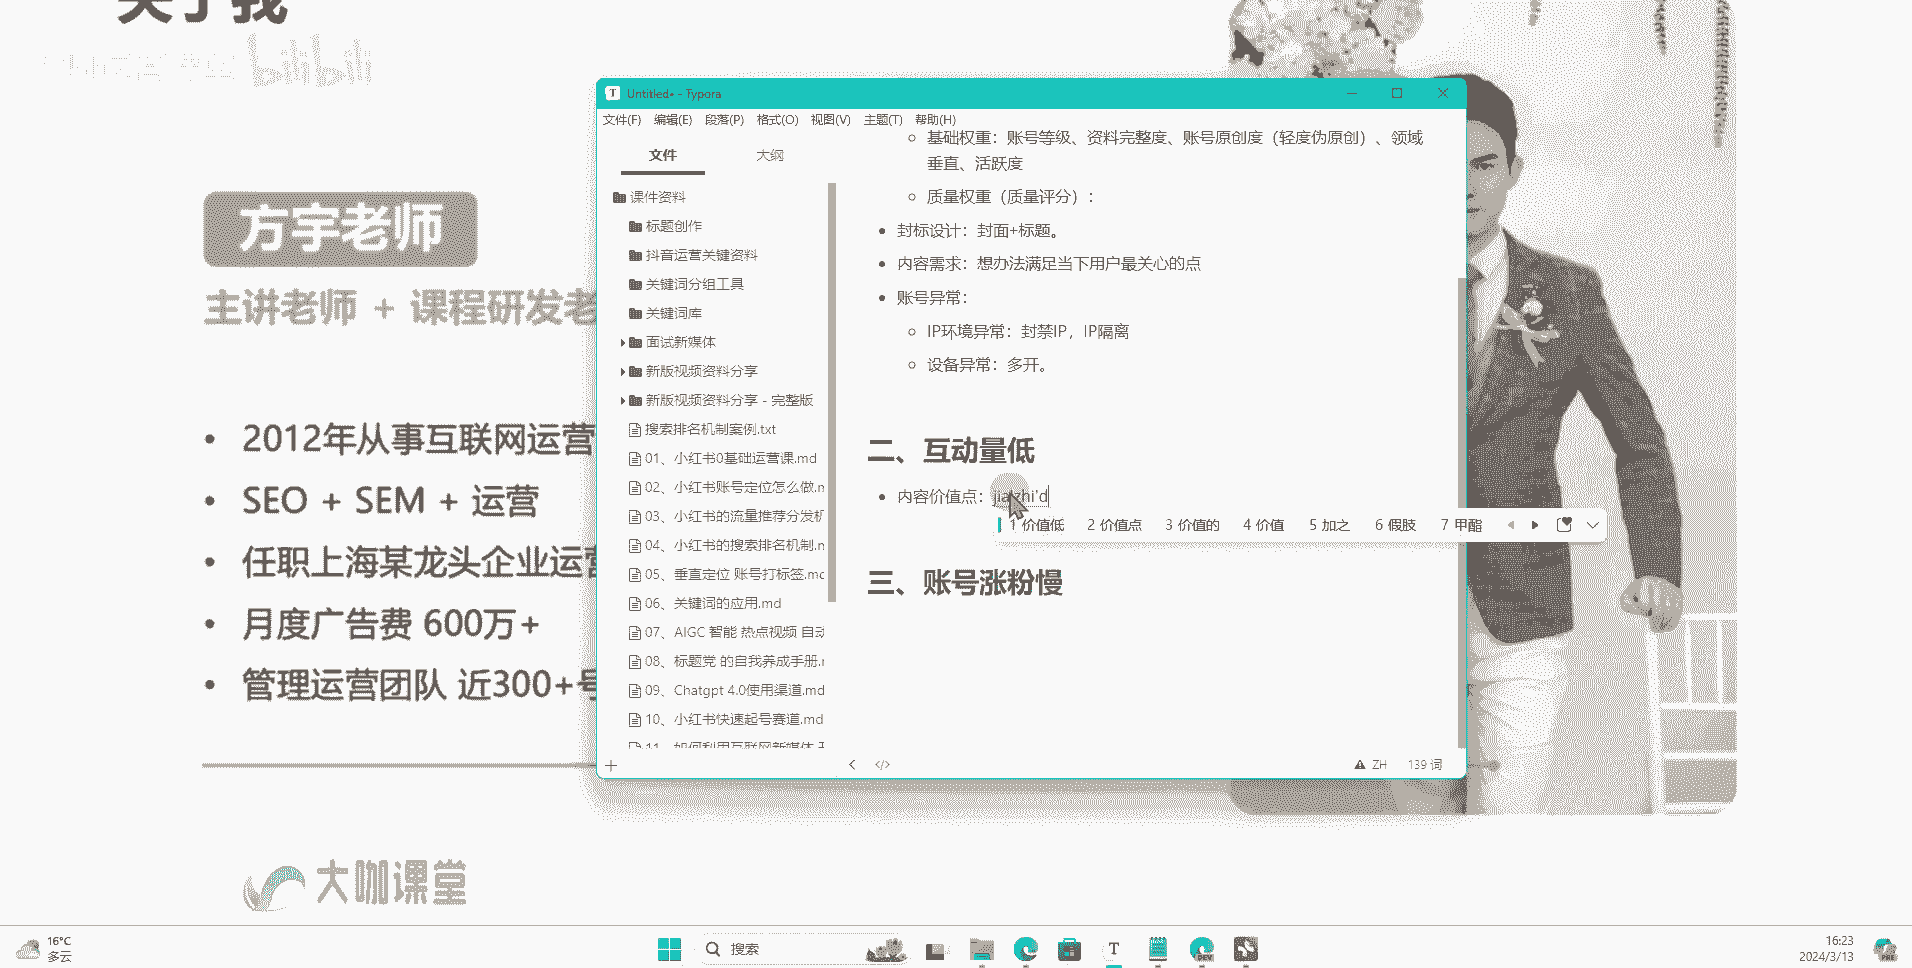 关于我
bilibili
方宇老师
主讲老师 + 课程研发老
• 2012年从事互联网运营
• SEO + SEM + 运营
• 任职上海某龙头企业运营
• 月度广告费 600万+
• 管理运营团队 近300+号
大咖课堂
Untitled• - Typora
文件(F) 编辑(E) 段落(P) 格式(O) 视图(V) 主题(T) 帮助(H)
文件 大纲
课件资料
标题创作
抖音运营关键资料
关键词分组工具
关键词库
面试新媒体
新版视频资料分享
新版视频资料分享 - 完整版
搜索排名机制案例.txt
01、小红书0基础运营课.md
02、小红书账号定位怎么做.m
03、小红书的流量推荐分发机
04、小红书的搜索排名机制.m
05、垂直定位 账号打标签.md
06、关键词的应用.md
07、AIGC 智能 热点视频 自动
08、标题党 的自我养成手册.m
09、Chatgpt 4.0使用渠道.md
10、小红书快速起号赛道.md
11、如何利用互联网新媒体
基础权重：账号等级、资料完整度、账号原创度（轻度伪原创）、领域
垂直、活跃度
质量权重（质量评分）：
• 封标设计：封面+标题。
• 内容需求：想办法满足当下用户最关心的点
• 账号异常：
IP环境异常：封禁IP，IP隔离
设备异常：多开。
二、互动量低
• 内容价值点：jia'zhi'd
1 价值低 2 价值点 3 价值的 4 价值 5 加之 6 假肢 7 甲酯
三、账号涨粉慢
</> ZH 139 词
16°C
多云
搜索
T
DEV
16:23
2024/3/13
PRE